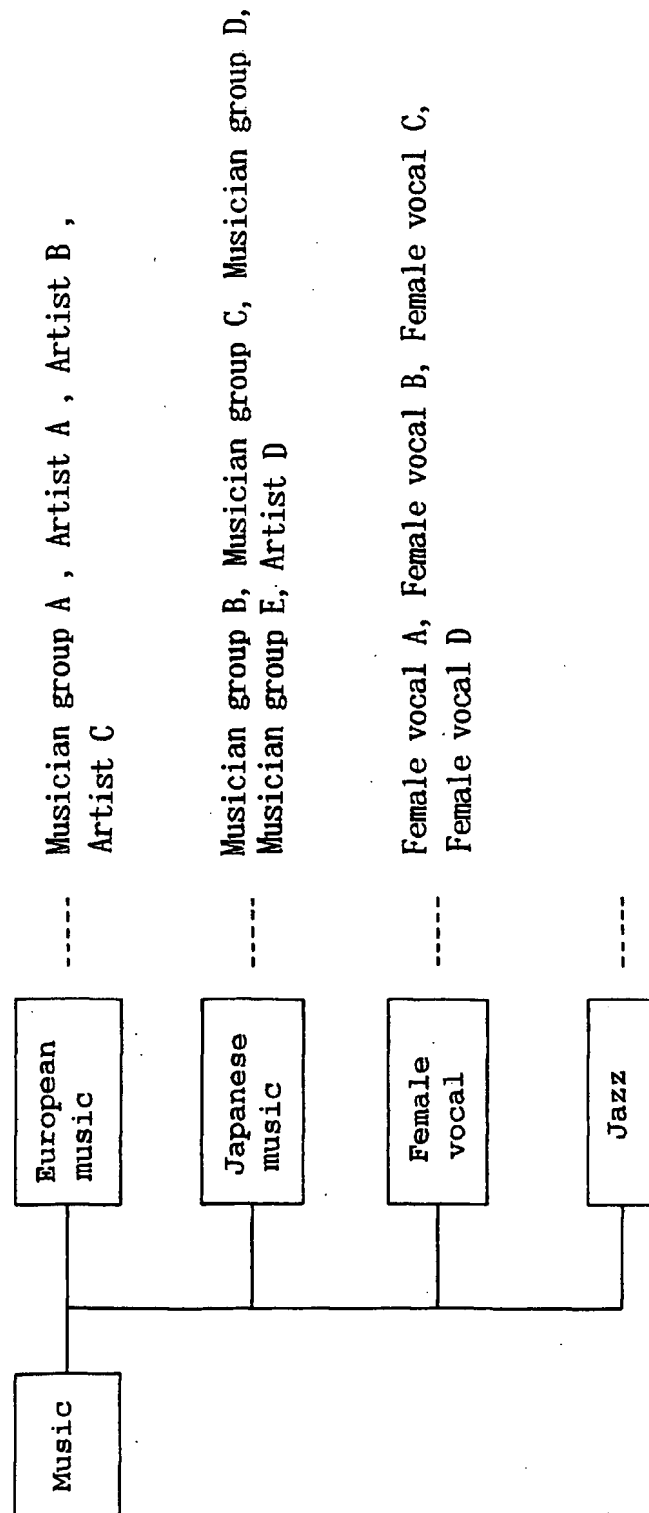 Music
European
music
-----
Musician group A , Artist A , Artist B ,
Artist C
Japanese
music
-----
Musician group B, Musician group C, Musician group D,
Musician group E, Artist D
Female
vocal
-----
Female vocal A, Female vocal B, Female vocal C,
Female vocal D
Jazz
-----